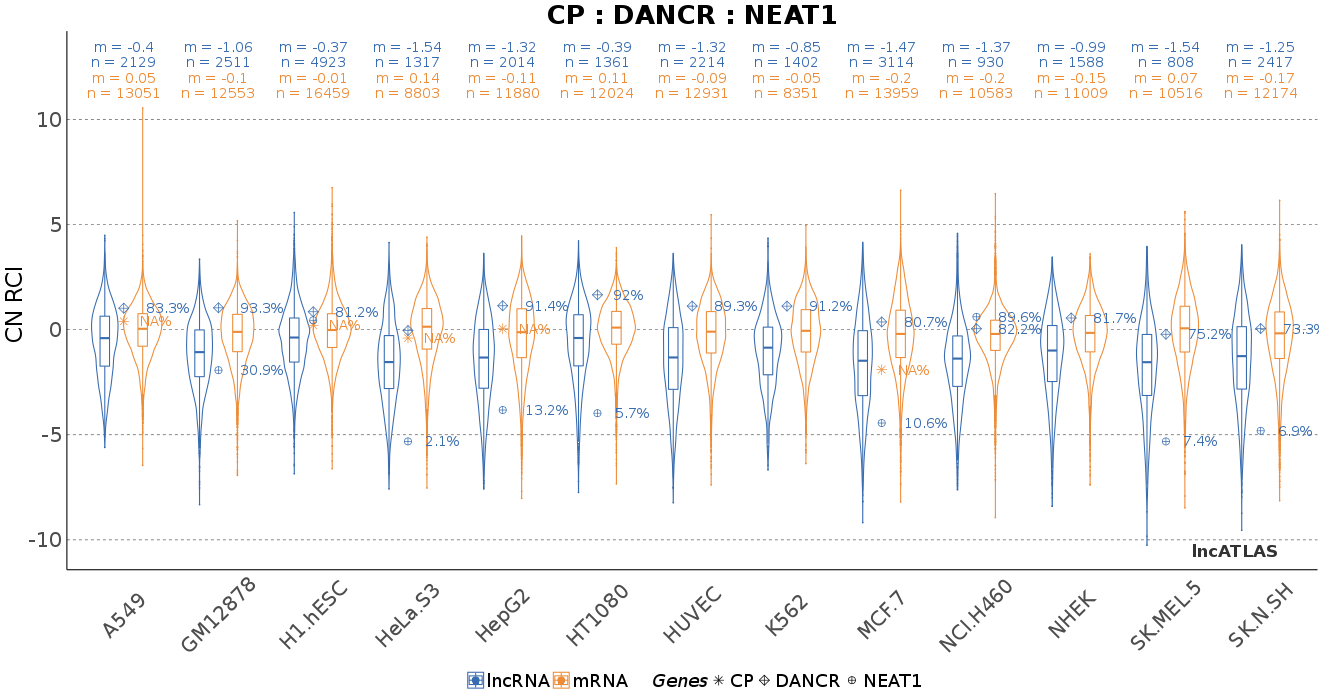 CP : DANCR : NEAT1
m = -0.4 m = -1.06 m = -0.37 m = -1.54 m = -1.32 m = -0.39 m = -1.32 m = -0.85 m = -1.47 m = -1.37 m = -0.99 m = -1.54 m = -1.25
n = 2129 n = 2511 n = 4923 n = 1317 n = 2014 n = 1361 n = 2214 n = 1402 n = 3114 n = 930 n = 1588 n = 808 n = 2417
m = 0.05 m = -0.1 m = -0.01 m = 0.14 m = -0.11 m = 0.11 m = -0.09 m = -0.05 m = -0.2 m = -0.2 m = -0.15 m = 0.07 m = -0.17
n = 13051 n = 12553 n = 16459 n = 8803 n = 11880 n = 12024 n = 12931 n = 8351 n = 13959 n = 10583 n = 11009 n = 10516 n = 12174
CN RCI
10
5
0
-5
-10
83.3%
NA%
93.3%
30.9%
81.2%
NA%
NA%
2.1%
91.4%
NA%
13.2%
92%
5.7%
89.3%
91.2%
80.7%
NA%
10.6%
89.6%
82.2%
81.7%
75.2%
7.4%
73.3%
6.9%
lncATLAS
A549 GM12878 H1.hESC HeLa.S3 HepG2 HT1080 HUVEC K562 MCF.7 NCI.H460 NHEK SK.MEL.5 SK.N.SH
lncRNA mRNA Genes CP DANCR NEAT1